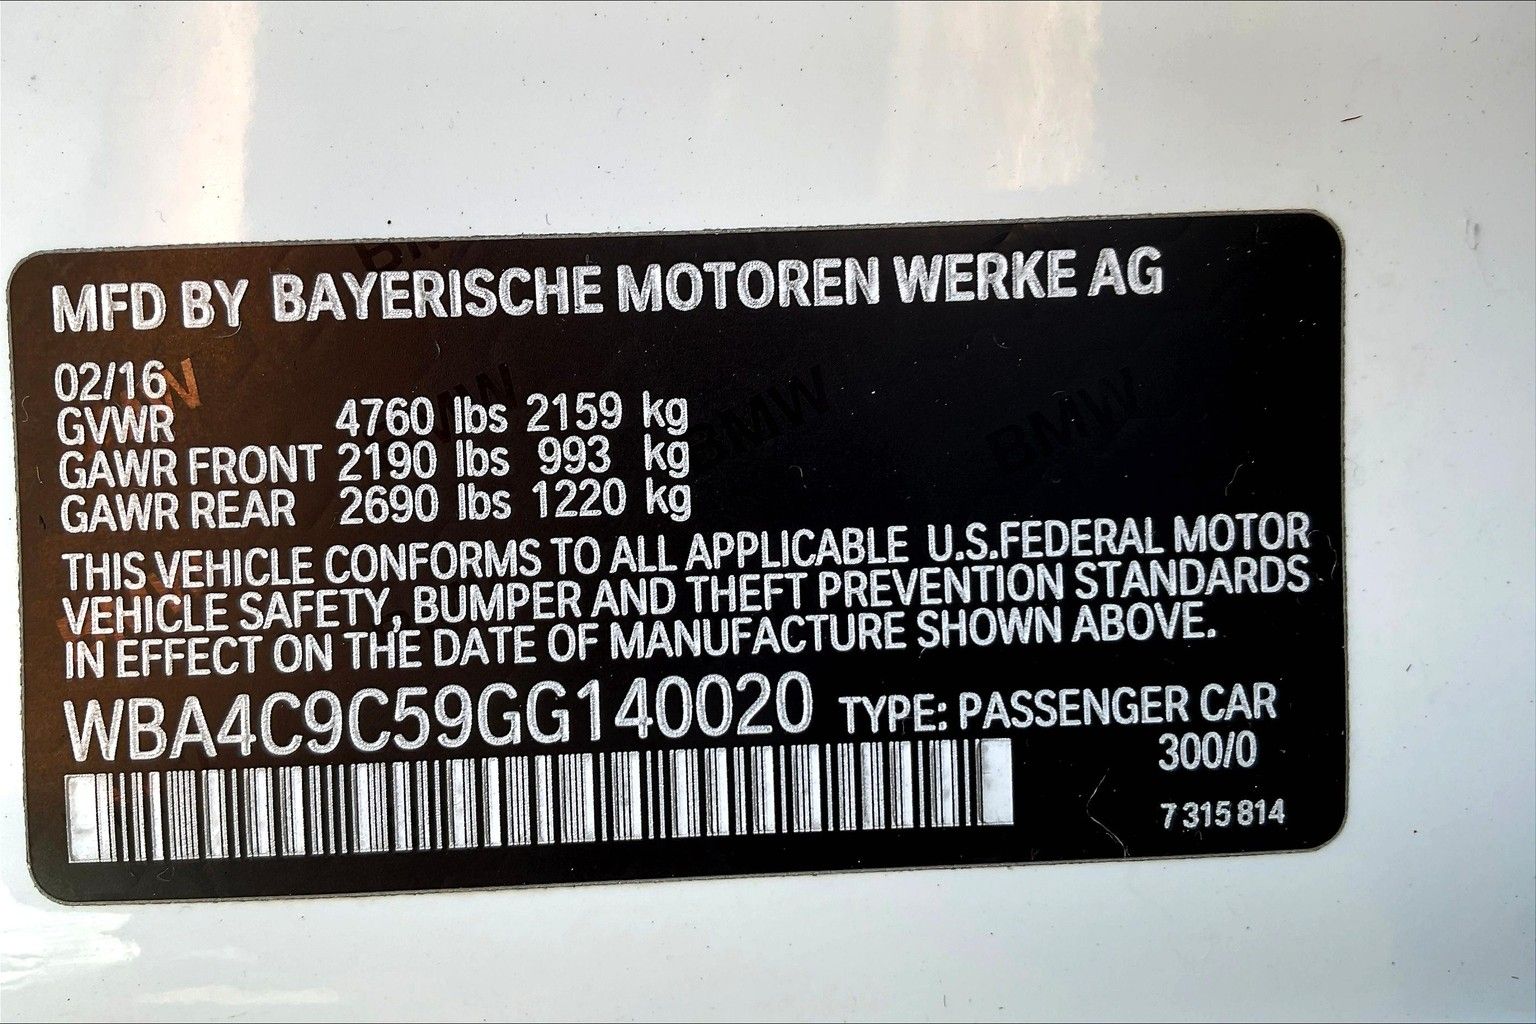 MFD BY BAYERISCHE MOTOREN WERKE AG
02/16
GVWR 4760 lbs 2159 kg
GAWR FRONT 2190 lbs 993 kg
GAWR REAR 2690 lbs 1220 kg
THIS VEHICLE CONFORMS TO ALL APPLICABLE U.S.FEDERAL MOTOR
VEHICLE SAFETY, BUMPER AND THEFT PREVENTION STANDARDS
IN EFFECT ON THE DATE OF MANUFACTURE SHOWN ABOVE.
WBA4C9C59GG140020 TYPE: PASSENGER CAR
300/0
7 315 814
BMW
BMW
BMW